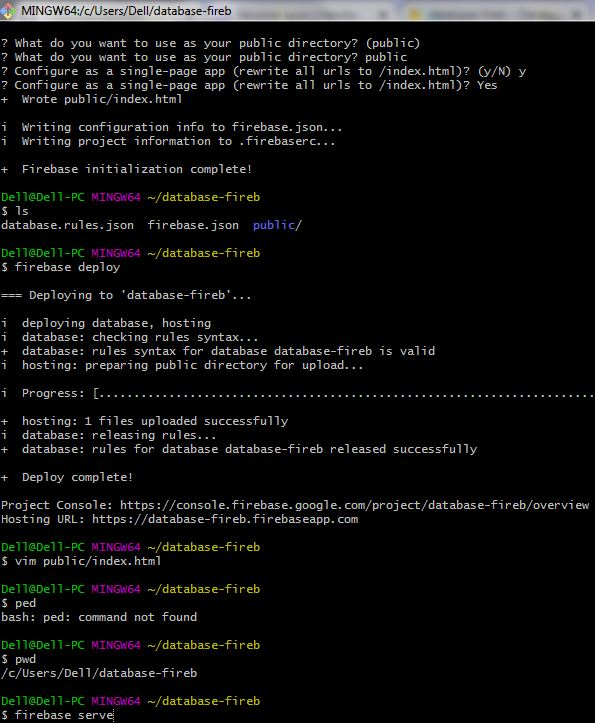 MINGW64:/c/Users/Dell/database-fireb
? What do you want to use as your public directory? (public)
? What do you want to use as your public directory? public
? Configure as a single-page app (rewrite all urls to /index.html)? (y/N) y
? Configure as a single-page app (rewrite all urls to /index.html)? Yes
+  Wrote public/index.html
i  Writing configuration info to firebase.json...
i  Writing project information to .firebaserc...
+  Firebase initialization complete!
Dell@Dell-PC MINGW64 ~/database-fireb
$ ls
database.rules.json  firebase.json  public/
Dell@Dell-PC MINGW64 ~/database-fireb
$ firebase deploy
=== Deploying to 'database-fireb'...
i  deploying database, hosting
i  database: checking rules syntax...
+  database: rules syntax for database database-fireb is valid
i  hosting: preparing public directory for upload...
i  Progress: [.......................................................................
+  hosting: 1 files uploaded successfully
i  database: releasing rules...
+  database: rules for database database-fireb released successfully
+  Deploy complete!
Project Console: https://console.firebase.google.com/project/database-fireb/overview
Hosting URL: https://database-fireb.firebaseapp.com
Dell@Dell-PC MINGW64 ~/database-fireb
$ vim public/index.html
Dell@Dell-PC MINGW64 ~/database-fireb
$ ped
bash: ped: command not found
Dell@Dell-PC MINGW64 ~/database-fireb
$ pwd
/c/Users/Dell/database-fireb
Dell@Dell-PC MINGW64 ~/database-fireb
$ firebase serve